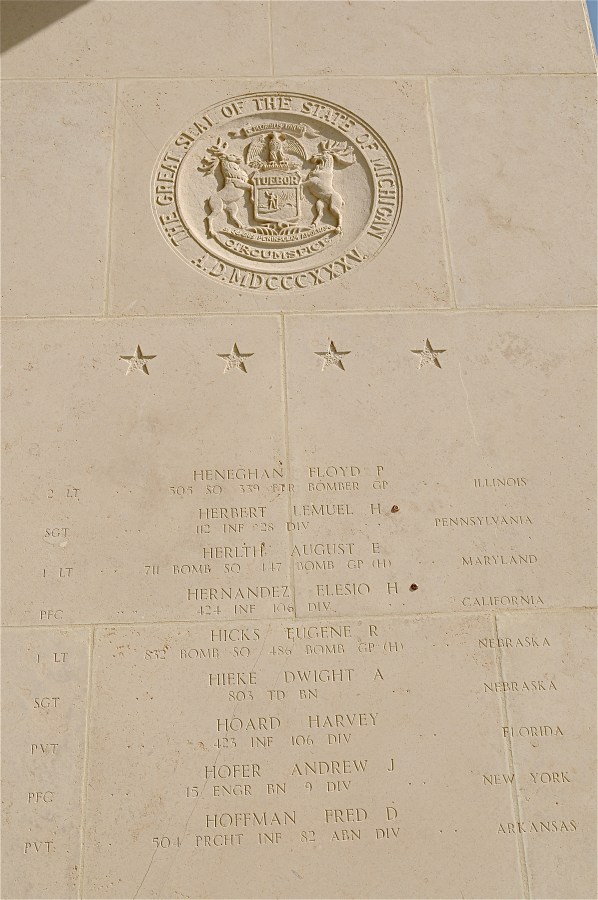 THE GREAT SEAL OF THE STATE OF MICHIGAN
TUEBOR
CIRCUMSPICE
A.D. MDCCCXXXV.
HENEGHAN FLOYD P
2 LT 505 SQ 339 FTR BOMBER GP ILLINOIS
HERBERT LEMUEL H
SGT 112 INF 28 DIV PENNSYLVANIA
HERLTH AUGUST E
1 LT 711 BOMB SQ 447 BOMB GP (H) MARYLAND
HERNANDEZ ELESIO H
PFC 424 INF 106 DIV CALIFORNIA
HICKS EUGENE R
1 LT 832 BOMB SQ 486 BOMB GP (H) NEBRASKA
HIEKE DWIGHT A
SGT 803 TD BN NEBRASKA
HOARD HARVEY
PVT 423 INF 106 DIV FLORIDA
HOFER ANDREW J
PFC 15 ENGR BN 9 DIV NEW YORK
HOFFMAN FRED D
PVT 504 PRCHT INF 82 ABN DIV ARKANSAS